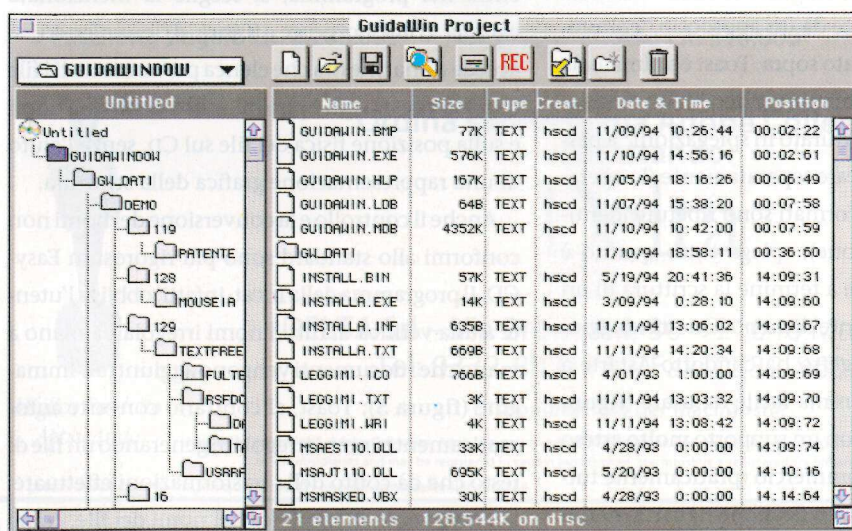 GuidaWin Project
GUIDAWINDOW
REC
Untitled
Name Size Type Creat. Date & Time Position
Untitled
GUIDAWINDOW
GW_DATI
DEMO
119
PATENTE
128
MOUSEIA
129
TEXTFREE
FULTE
RSFDO
USARF
16
GUIDAWIN.BMP 77K TEXT hscd 11/09/94 10:26:44 00:02:22
GUIDAWIN.EXE 576K TEXT hscd 11/10/94 14:56:16 00:02:61
GUIDAWIN.HLP 167K TEXT hscd 11/05/94 18:16:26 00:06:49
GUIDAWIN.LDB 64B TEXT hscd 11/07/94 15:38:20 00:07:58
GUIDAWIN.MDB 4352K TEXT hscd 11/10/94 10:42:00 00:07:59
GW_DATI 11/10/94 18:58:11 00:36:60
INSTALL.BIN 57K TEXT hscd 5/19/94 20:41:36 14:09:31
INSTALLA.EXE 14K TEXT hscd 3/09/94 0:28:10 14:09:60
INSTALLA.INF 635B TEXT hscd 11/11/94 13:06:02 14:09:67
INSTALLA.TXT 669B TEXT hscd 11/11/94 4:20:34 14:09:68
LEGGIMI.ICO 766B TEXT hscd 4/01/93 1:00:00 14:09:69
LEGGIMI.TXT 3K TEXT hscd 11/11/94 13:03:32 14:09:70
LEGGIMI.WRI 4K TEXT hscd 11/11/94 13:08:42 14:09:72
MSAES110.DLL 33K TEXT hscd 4/28/93 0:00:00 14:09:74
MSAJT110.DLL 695K TEXT hscd 5/20/93 0:00:00 14:10:16
MSMASKED.VBX 30K TEXT hscd 4/28/93 0:00:00 14:14:64
21 elements 128.544K on disc